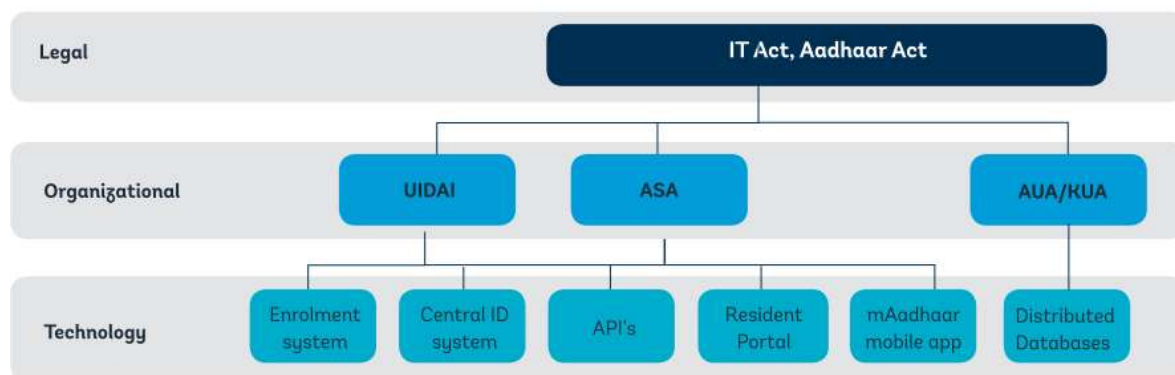 Legal
IT Act, Aadhaar Act
Organizational
UIDAI
ASA
AUA/KUA
Technology
Enrolment
system
Central ID
system
API's
Resident
Portal
mAadhaar
mobile app
Distributed
Databases